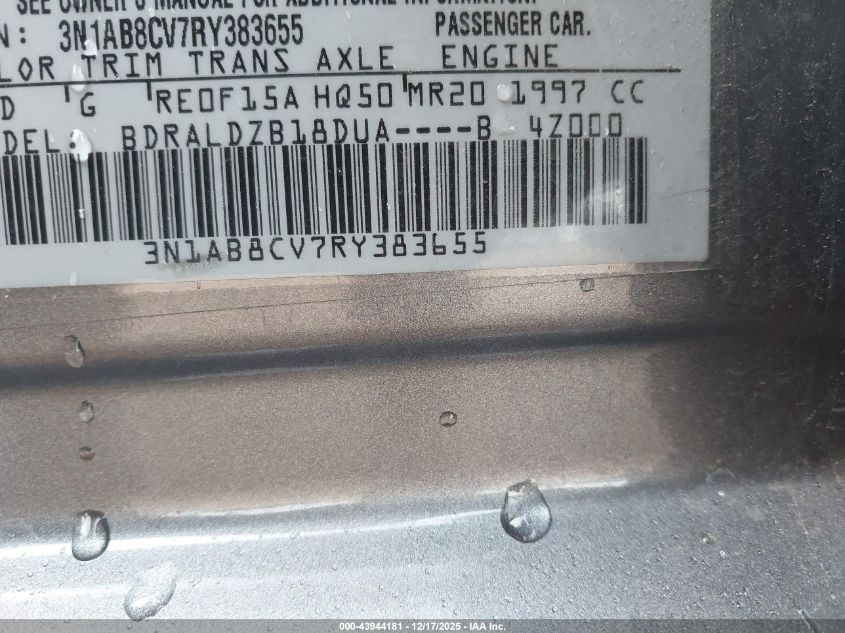 SEE OWNER'S MANUAL FOR ADDITIONAL INFORMATION.
N: 3N1AB8CV7RY383655 PASSENGER CAR.
LOR TRIM TRANS AXLE ENGINE
D G RE0F15A HQ50 MR20 1997 CC
DEL: BDRALDZB18DUA----B 4Z000
3N1AB8CV7RY383655
000-43944181 - 12/17/2025 - IAA Inc.